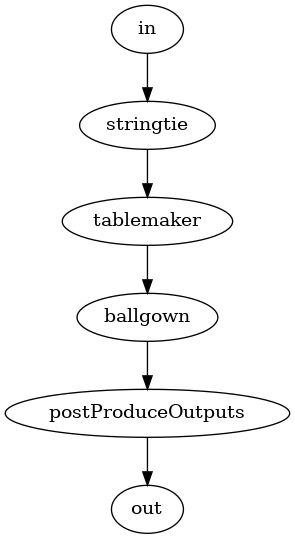 in
stringtie
tablemaker
ballgown
postProduceOutputs
out